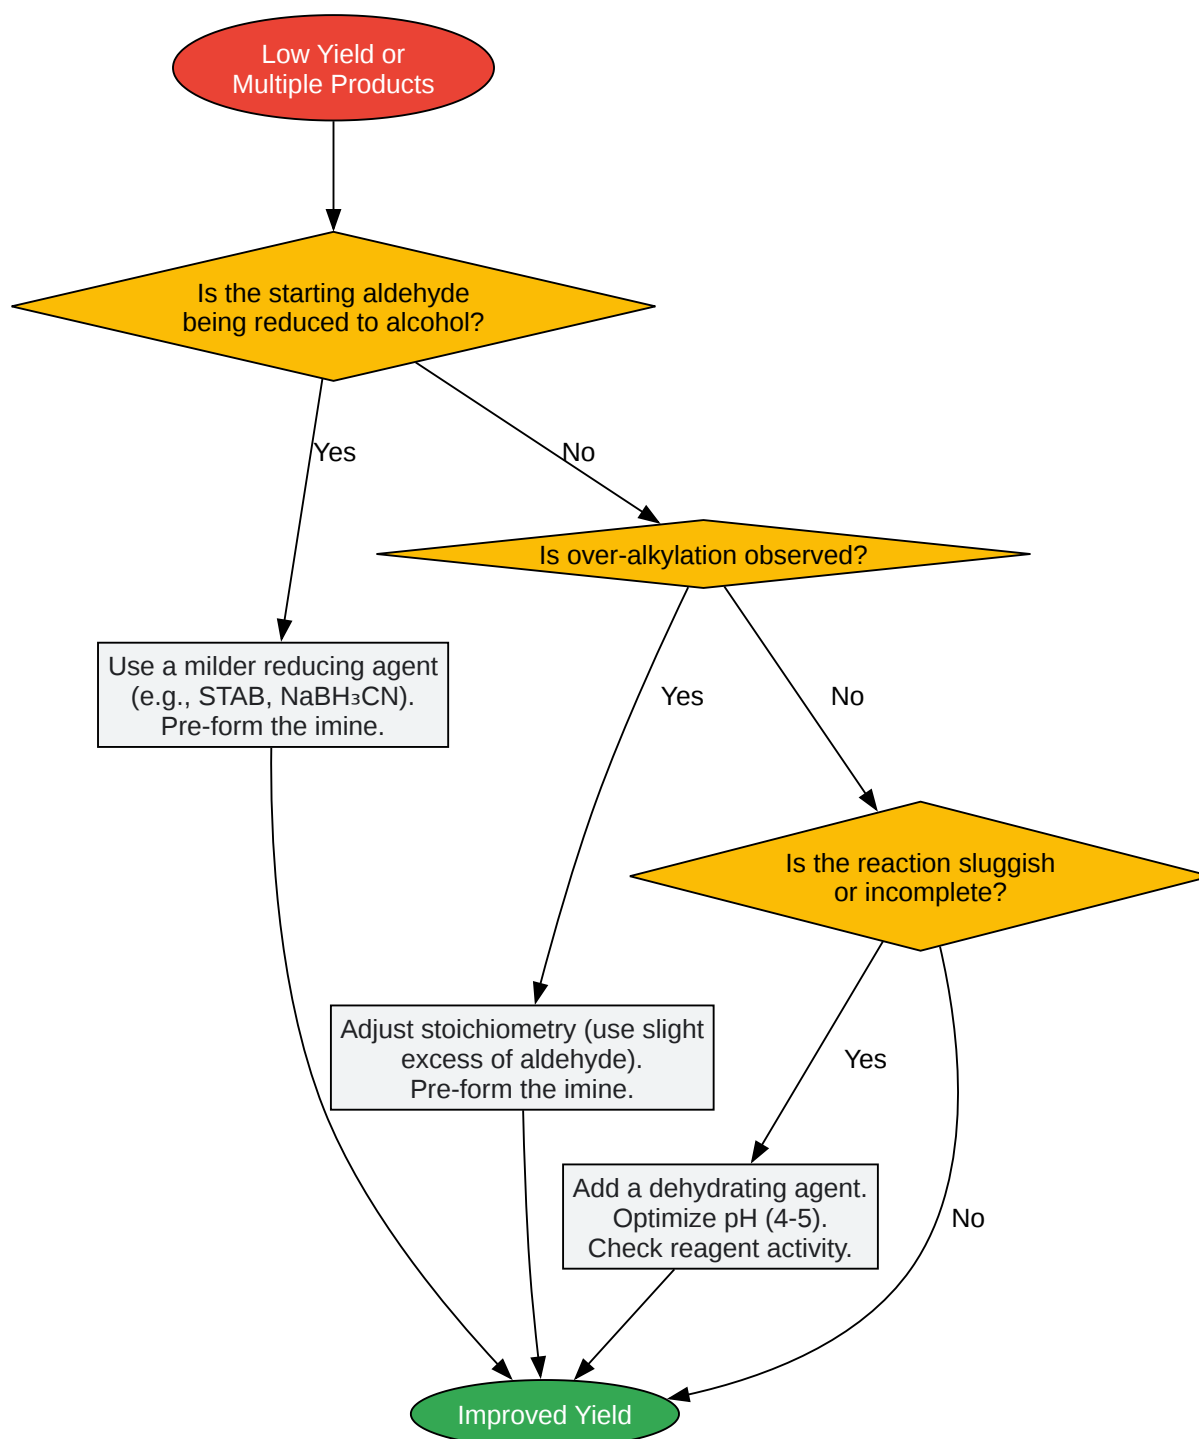 Low Yield or
Multiple Products
Is the starting aldehyde
being reduced to alcohol?
Yes
No
Is over-alkylation observed?
Use a milder reducing agent
(e.g., STAB, NaBH₃CN).
Pre-form the imine.
Yes
No
Is the reaction sluggish
or incomplete?
Adjust stoichiometry (use slight
excess of aldehyde).
Pre-form the imine.
Yes
Add a dehydrating agent.
Optimize pH (4-5).
Check reagent activity.
No
Improved Yield